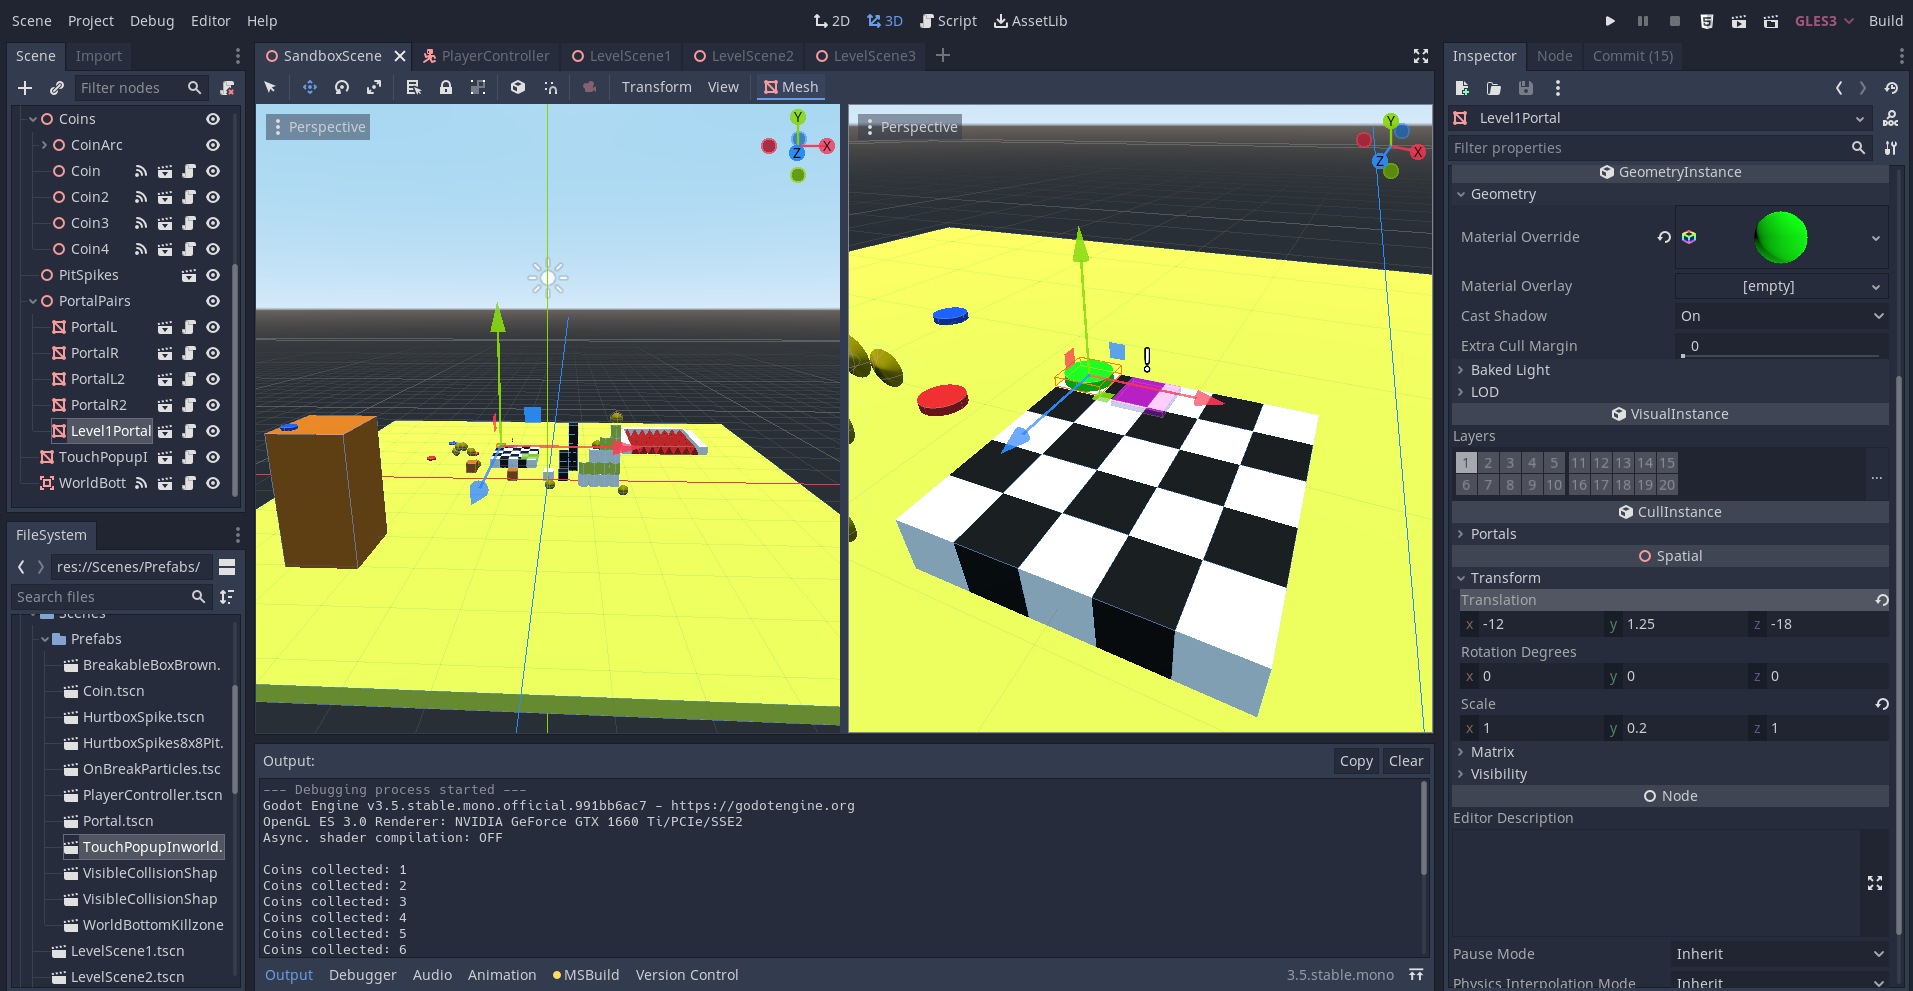 Scene Project Debug Editor Help
2D 3D Script AssetLib
GLES3 Build
Scene Import
Filter nodes
Coins
CoinArc
Coin
Coin2
Coin3
Coin4
PitSpikes
PortalPairs
PortalL
PortalR
PortalL2
PortalR2
Level1Portal
TouchPopupI
WorldBott
FileSystem
res://Scenes/Prefabs/
Search files
Scenes
Prefabs
BreakableBoxBrown.
Coin.tscn
HurtboxSpike.tscn
HurtboxSpikes8x8Pit.
OnBreakParticles.tsc
PlayerController.tscn
Portal.tscn
TouchPopupInworld.
VisibleCollisionShap
VisibleCollisionShap
WorldBottomKillzone
LevelScene1.tscn
LevelScene2.tscn
SandboxScene PlayerController LevelScene1 LevelScene2 LevelScene3
Transform View Mesh
Perspective
Y
Z X
Perspective
Y
Z X
!
Output: Copy Clear
--- Debugging process started ---
Godot Engine v3.5.stable.mono.official.991bb6ac7 - https://godotengine.org
OpenGL ES 3.0 Renderer: NVIDIA GeForce GTX 1660 Ti/PCIe/SSE2
Async. shader compilation: OFF
Coins collected: 1
Coins collected: 2
Coins collected: 3
Coins collected: 4
Coins collected: 5
Coins collected: 6
Output Debugger Audio Animation MSBuild Version Control 3.5.stable.mono
Inspector Node Commit (15)
Level1Portal
Filter properties
GeometryInstance
Geometry
Material Override
Material Overlay [empty]
Cast Shadow On
Extra Cull Margin 0
Baked Light
LOD
VisualInstance
Layers
1 2 3 4 5 11 12 13 14 15
6 7 8 9 10 16 17 18 19 20
...
CullInstance
Portals
Spatial
Transform
Translation
x -12 y 1.25 z -18
Rotation Degrees
x 0 y 0 z 0
Scale
x 1 y 0.2 z 1
Matrix
Visibility
Node
Editor Description
Pause Mode Inherit
Physics Interpolation Mode Inherit